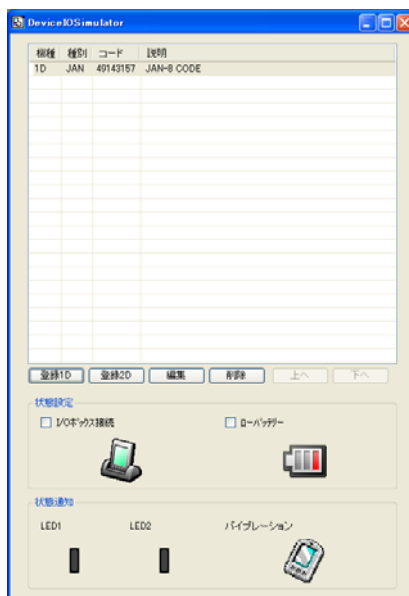 DeviceIOSimulator
機種 種別 コード 説明
1D JAN 49143157 JAN-8 CODE
登録1D 登録2D 編集 削除 上へ 下へ
状態設定
I/Oボックス接続 ローバッテリー
状態通知
LED1 LED2 バイブレーション